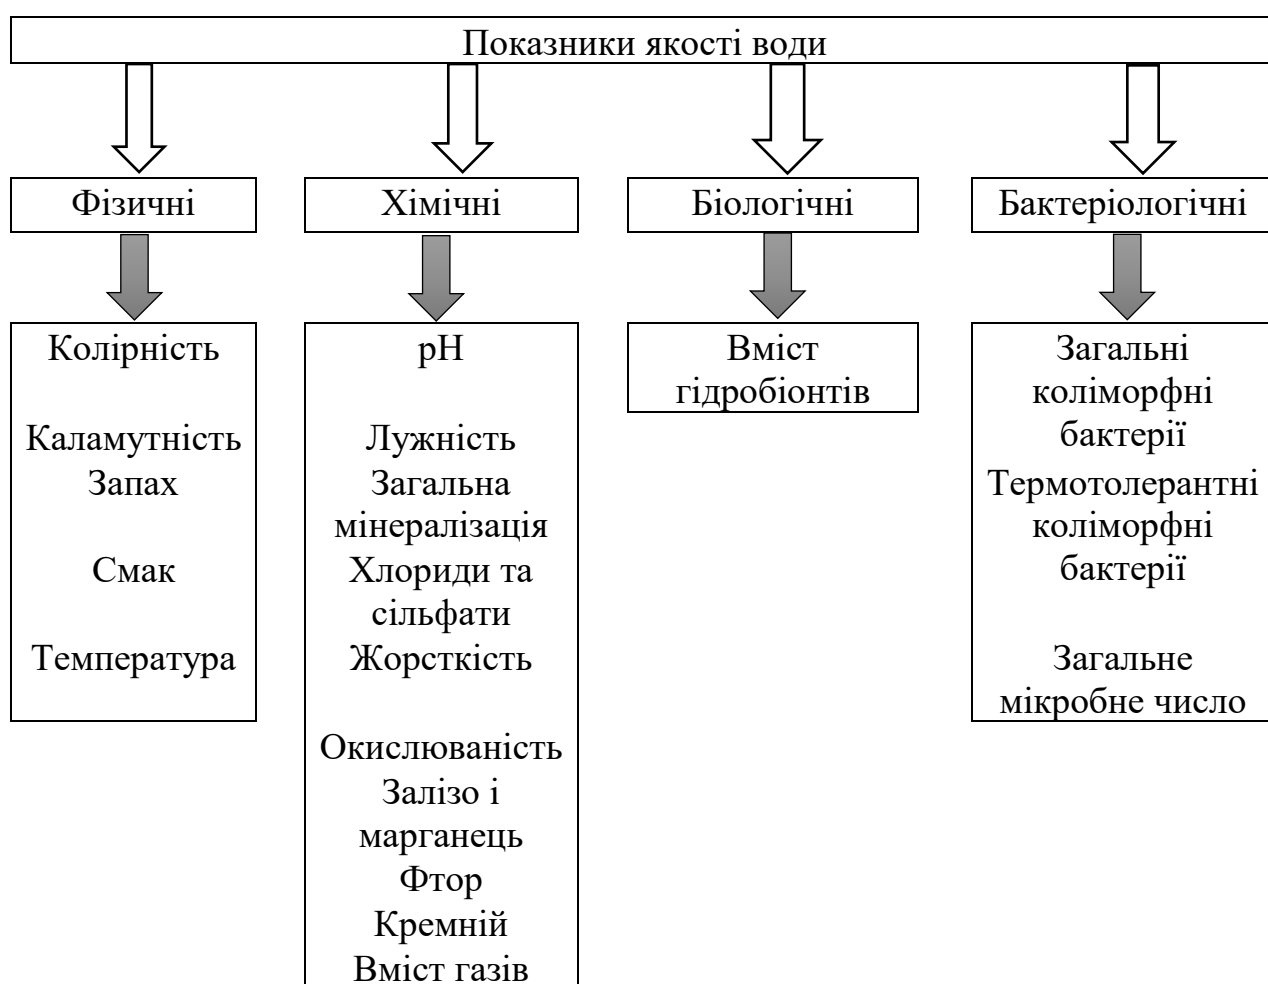 Показники якості води
Фізичні
Хімічні
Біологічні
Бактеріологічні
Колірність
Каламутність
Запах
Смак
Температура
рН
Лужність
Загальна
мінералізація
Хлориди та
сільфати
Жорсткість
Окислюваність
Залізо і
марганець
Фтор
Кремній
Вміст газів
Вміст
гідробіонтів
Загальні
коліморфні
бактерії
Термотолерантні
коліморфні
бактерії
Загальне
мікробне число